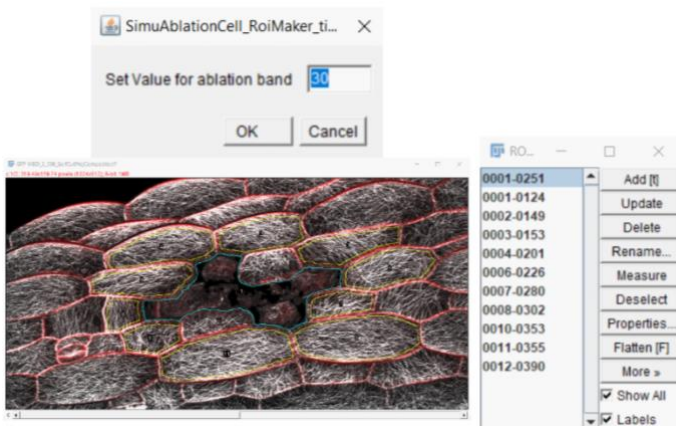 SimuAblationCell_RoiMaker_ti...
Set Value for ablation band 30
OK Cancel
RO...
0001-0251
0001-0124
0002-0149
0003-0153
0004-0201
0006-0226
0007-0280
0008-0302
0010-0353
0011-0355
0012-0390
Add [t]
Update
Delete
Rename...
Measure
Deselect
Properties...
Flatten [F]
More »
Show All
Labels